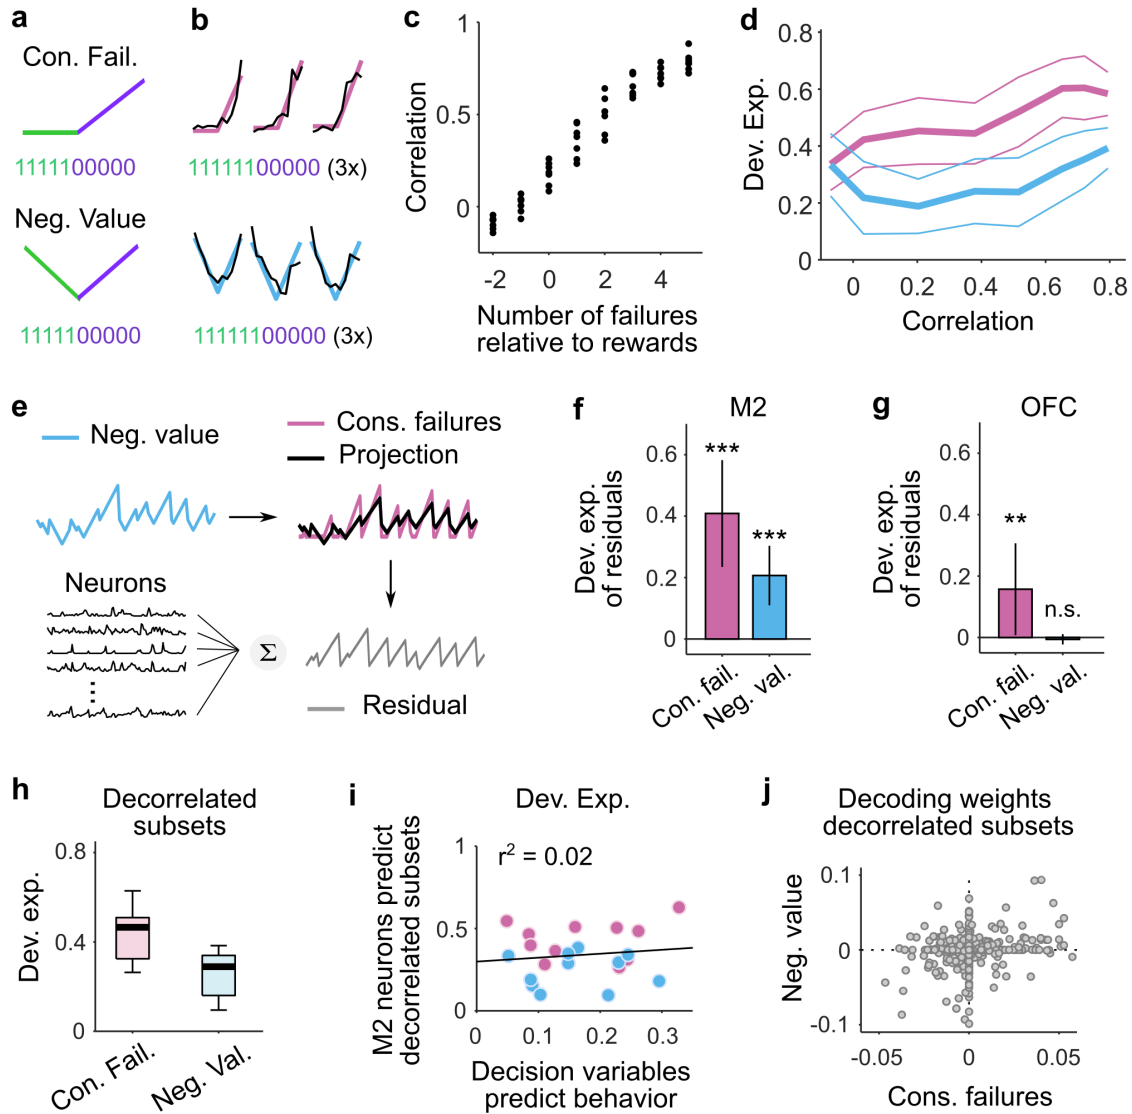 a
Con. Fail.
1111100000
Neg. Value
1111100000
b
1111100000 (3x)
11111100000 (3x)
c
Correlation
1
0.5
0
-2
0
2
4
Number of failures
relative to rewards
d
Dev. Exp.
0.8
0.6
0.4
0.2
0
0
0.2
0.4
0.6
0.8
Correlation
e
Neg. value
Cons. failures
Projection
Neurons
Σ
Residual
f
M2
Dev. exp.
of residuals
0.6
0.4
0.2
0
***
***
Con. fail.
Neg. val.
g
OFC
Dev. exp.
of residuals
0.6
0.4
0.2
0
**
n.s.
Con. fail.
Neg. val.
h
Decorrelated
subsets
Dev. exp.
0.8
0.4
0
Con. Fail.
Neg. Val.
i
Dev. Exp.
M2 neurons predict
decorrelated subsets
r² = 0.02
1
0.5
0
0
0.1
0.2
0.3
Decision variables
predict behavior
j
Decoding weights
decorrelated subsets
Neg. value
0.1
0
-0.1
-0.05
0
0.05
Cons. failures